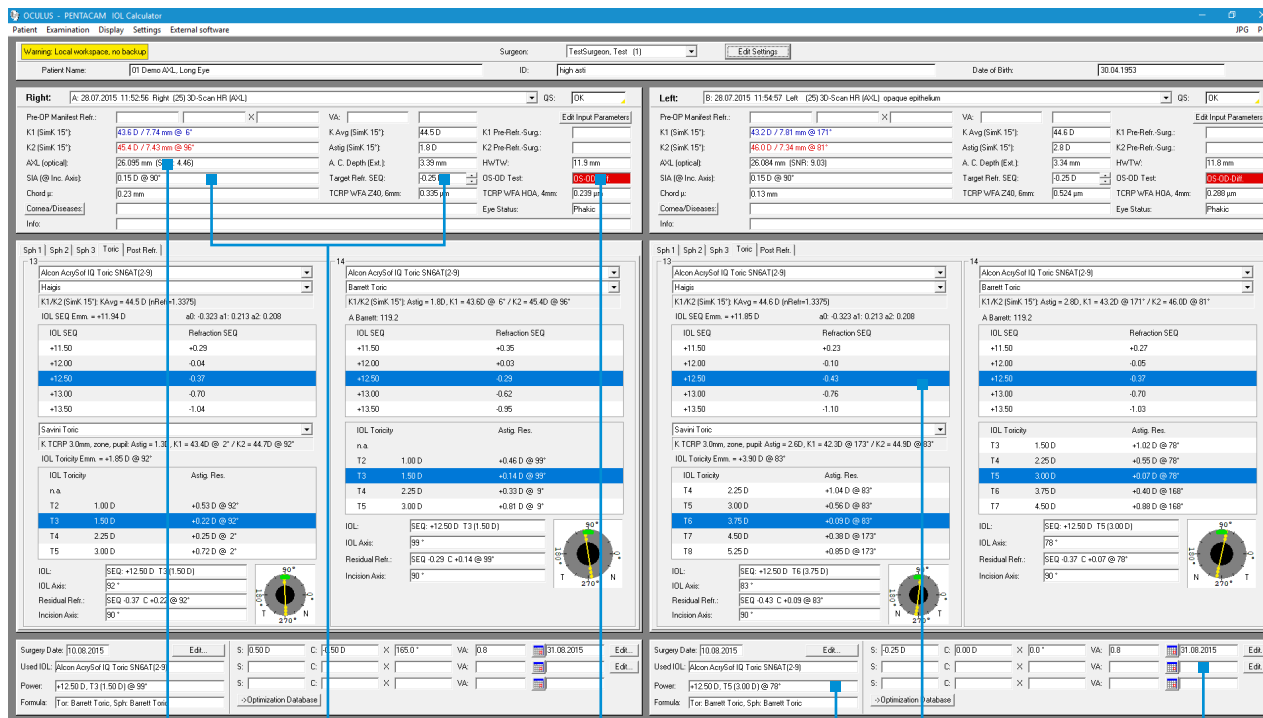 OCULUS - PENTACAM IOL Calculator
Patient Examination Display Settings External software JPG P
Warning: Local workspace, no backup Surgeon: TestSurgeon, Test (1) Edit Settings
Patient Name: 01 Demo AXL, Long Eye ID: high asti Date of Birth: 30.04.1953
Right: A: 28.07.2015 11:52:56 Right (25) 3D-Scan HR (AXL) QS: OK
Pre-OP Manifest Refr.: X VA: Edit Input Parameters
K1 (SimK 15°): 43.6 D / 7.74 mm @ 6° K Avg (SimK 15°): 44.5 D K1 Pre-Refr.-Surg.:
K2 (SimK 15°): 45.4 D / 7.43 mm @ 96° Astig (SimK 15°): 1.8 D K2 Pre-Refr.-Surg.:
AXL (optical): 26.095 mm 4.46) A. C. Depth (Ext.): 3.39 mm HWTW: 11.9 mm
SIA (@ Inc. Axis): 0.15 D @ 90° Target Refr. SEQ: -0.25 OS-OD Test: OS-OD
Chord µ: 0.23 mm TCRP WFA Z40, 6mm: 0.335 µm TCRP WFA HOA, 4mm: 0.239 µm
Cornea/Diseases: Eye Status: Phakic
Info:
Left: B: 28.07.2015 11:54:57 Left (25) 3D-Scan HR (AXL) opaque epithelium QS: OK
Pre-OP Manifest Refr.: X VA: Edit Input Parameters
K1 (SimK 15°): 43.2 D / 7.81 mm @ 171° K Avg (SimK 15°): 44.6 D K1 Pre-Refr.-Surg.:
K2 (SimK 15°): 46.0 D / 7.34 mm @ 81° Astig (SimK 15°): 2.8 D K2 Pre-Refr.-Surg.:
AXL (optical): 26.084 mm (SNR: 9.03) A. C. Depth (Ext.): 3.34 mm HWTW: 11.8 mm
SIA (@ Inc. Axis): 0.15 D @ 90° Target Refr. SEQ: -0.25 D OS-OD Test: OS-OD-Diff.
Chord µ: 0.13 mm TCRP WFA Z40, 6mm: 0.524 µm TCRP WFA HOA, 4mm: 0.288 µm
Cornea/Diseases: Eye Status: Phakic
Info:
Sph 1 Sph 2 Sph 3 Toric Post Refr.
13
Alcon AcrySof IQ Toric SN6AT(2-9)
Haigis
K1/K2 (SimK 15°): KAvg = 44.5 D (nRef=1.3375)
IOL SEQ Emm. = +11.94 D a0: -0.323 a1: 0.213 a2: 0.208
IOL SEQ Refraction SEQ
+11.50 +0.29
+12.00 -0.04
+12.50 -0.37
+13.00 -0.70
+13.50 -1.04
Savini Toric
K TCRP 3.0mm, zone, pupil: Astig = 1.3D, K1 = 43.4D @ 2° / K2 = 44.7D @ 92°
IOL Toricity Emm. = +1.85 D @ 92°
IOL Toricity Astig. Res.
n.a.
T2 1.00 D +0.53 D @ 92°
T3 1.50 D +0.22 D @ 92°
T4 2.25 D +0.25 D @ 2°
T5 3.00 D +0.72 D @ 2°
IOL: SEQ: +12.50 D T3 (1.50 D)
IOL Axis: 92°
Residual Refr.: SEQ -0.37 C +0.22 @ 92°
Incision Axis: 90°
90° 180° 0° T N 270°
14
Alcon AcrySof IQ Toric SN6AT(2-9)
Barrett Toric
K1/K2 (SimK 15°): Astig = 1.8D, K1 = 43.6D @ 6° / K2 = 45.4D @ 96°
A Barrett: 119.2
IOL SEQ Refraction SEQ
+11.50 +0.35
+12.00 +0.03
+12.50 -0.29
+13.00 -0.62
+13.50 -0.95
IOL Toricity Astig. Res.
n.a.
T2 1.00 D +0.46 D @ 99°
T3 1.50 D +0.14 D @ 99°
T4 2.25 D +0.33 D @ 9°
T5 3.00 D +0.81 D @ 9°
IOL: SEQ: +12.50 D T3 (1.50 D)
IOL Axis: 99°
Residual Refr.: SEQ -0.29 C +0.14 @ 99°
Incision Axis: 90°
90° 180° 0° T N 270°
Sph 1 Sph 2 Sph 3 Toric Post Refr.
13
Alcon AcrySof IQ Toric SN6AT(2-9)
Haigis
K1/K2 (SimK 15°): KAvg = 44.6 D (nRef=1.3375)
IOL SEQ Emm. = +11.85 D a0: -0.323 a1: 0.213 a2: 0.208
IOL SEQ Refraction SEQ
+11.50 +0.23
+12.00 -0.10
+12.50 -0.43
+13.00 -0.76
+13.50 -1.10
Savini Toric
K TCRP 3.0mm, zone, pupil: Astig = 2.6D, K1 = 42.3D @ 173° / K2 = 44.9D @ 83°
IOL Toricity Emm. = +3.90 D @ 83°
IOL Toricity Astig. Res.
T4 2.25 D +1.04 D @ 83°
T5 3.00 D +0.56 D @ 83°
T6 3.75 D +0.09 D @ 83°
T7 4.50 D +0.38 D @ 173°
T8 5.25 D +0.85 D @ 173°
IOL: SEQ: +12.50 D T6 (3.75 D)
IOL Axis: 83°
Residual Refr.: SEQ -0.43 C +0.09 @ 83°
Incision Axis: 90°
90° 180° 0° T N 270°
14
Alcon AcrySof IQ Toric SN6AT(2-9)
Barrett Toric
K1/K2 (SimK 15°): Astig = 2.8D, K1 = 43.2D @ 171° / K2 = 46.0D @ 81°
A Barrett: 119.2
IOL SEQ Refraction SEQ
+11.50 +0.27
+12.00 -0.05
+12.50 -0.37
+13.00 -0.70
+13.50 -1.03
IOL Toricity Astig. Res.
T3 1.50 D +1.02 D @ 78°
T4 2.25 D +0.55 D @ 78°
T5 3.00 D +0.07 D @ 78°
T6 3.75 D +0.40 D @ 168°
T7 4.50 D +0.88 D @ 168°
IOL: SEQ: +12.50 D T5 (3.00 D)
IOL Axis: 78°
Residual Refr.: SEQ -0.37 C +0.07 @ 78°
Incision Axis: 90°
90° 180° 0° T N 270°
Surgery Date: 10.08.2015 Edit... S: 0.50 D C: -0.50 D X 165.0° VA: 0.8 31.08.2015 Edit...
Used IOL: Alcon AcrySof IQ Toric SN6AT(2-9) S: C: X VA: Edit...
Power: +12.50 D, T3 (1.50 D) @ 99° S: C: X VA:
Formula: Tor: Barrett Toric, Sph: Barrett Toric ->Optimization Database
Surgery Date: 10.08.2015 Edit... S: -0.25 D C: 0.00 D X 0.0° VA: 0.8 31.08.2015 Edit.
Used IOL: Alcon AcrySof IQ Toric SN6AT(2-9) S: C: X VA: Edit.
Power: +12.50 D, T5 (3.00 D) @ 78° S: C: X VA:
Formula: Tor: Barrett Toric, Sph: Barrett Toric ->Optimization Database